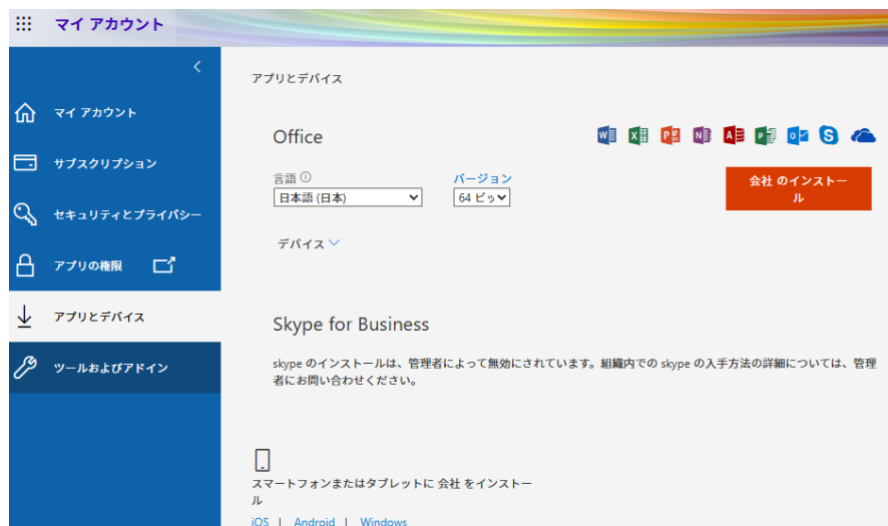 マイ アカウント
マイ アカウント
サブスクリプション
セキュリティとプライバシー
アプリの権限
アプリとデバイス
ツールおよびアドイン
アプリとデバイス
Office
言語
日本語 (日本)
バージョン
64 ビッ
会社 のインストー
ル
デバイス
Skype for Business
skype のインストールは、管理者によって無効にされています。組織内での skype の入手方法の詳細については、管理
者にお問い合わせください。
スマートフォンまたはタブレットに 会社 をインストー
ル
iOS | Android | Windows